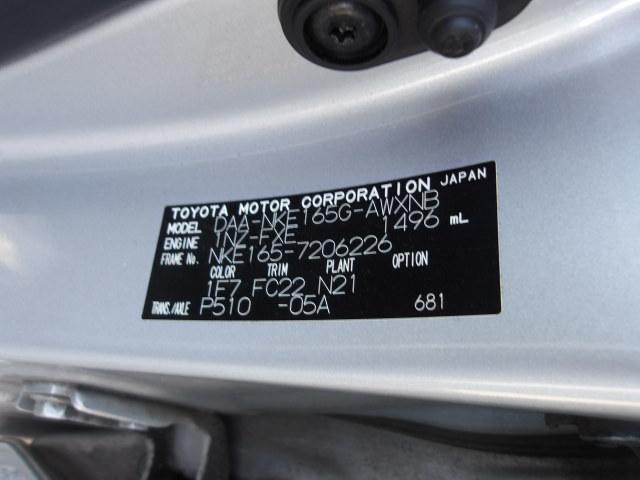 TOYOTA MOTOR CORPORATION JAPAN
MODEL DAA-NKE165G-AWXNB
ENGINE 1NZ-FXE 1496 mL
FRAME No. NKE165-7206226
COLOR TRIM PLANT OPTION
1F7 FC22 N21
TRANS./AXLE P510 -05A 681